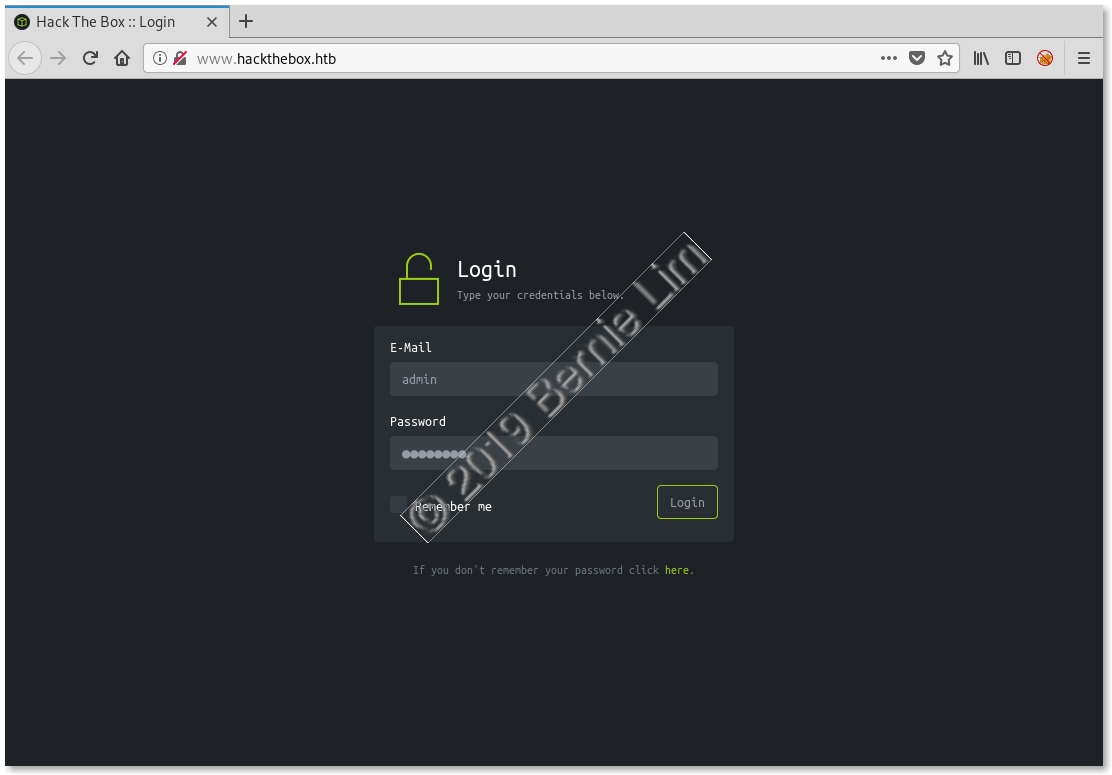 Hack The Box :: Login
www.hackthebox.htb
Login
Type your credentials below.
E-Mail
admin
Password
Remember me
Login
If you don't remember your password click here.
© 2019 Bernie Lim